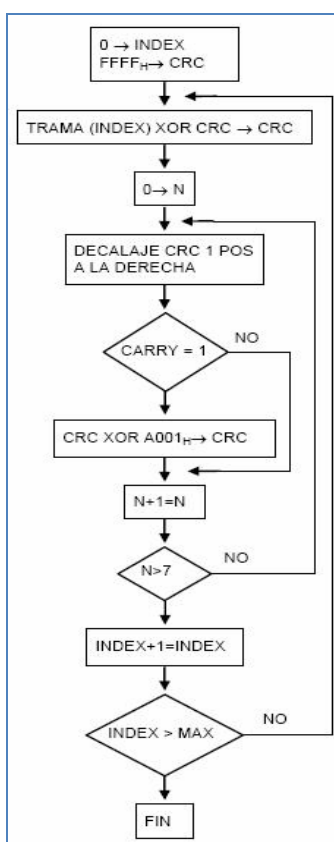 0 → INDEX
FFFFH→ CRC
TRAMA (INDEX) XOR CRC → CRC
0→ N
DECALAJE CRC 1 POS
A LA DERECHA
CARRY = 1
NO
CRC XOR A001H→ CRC
N+1=N
N>7
NO
INDEX+1=INDEX
INDEX > MAX
NO
FIN